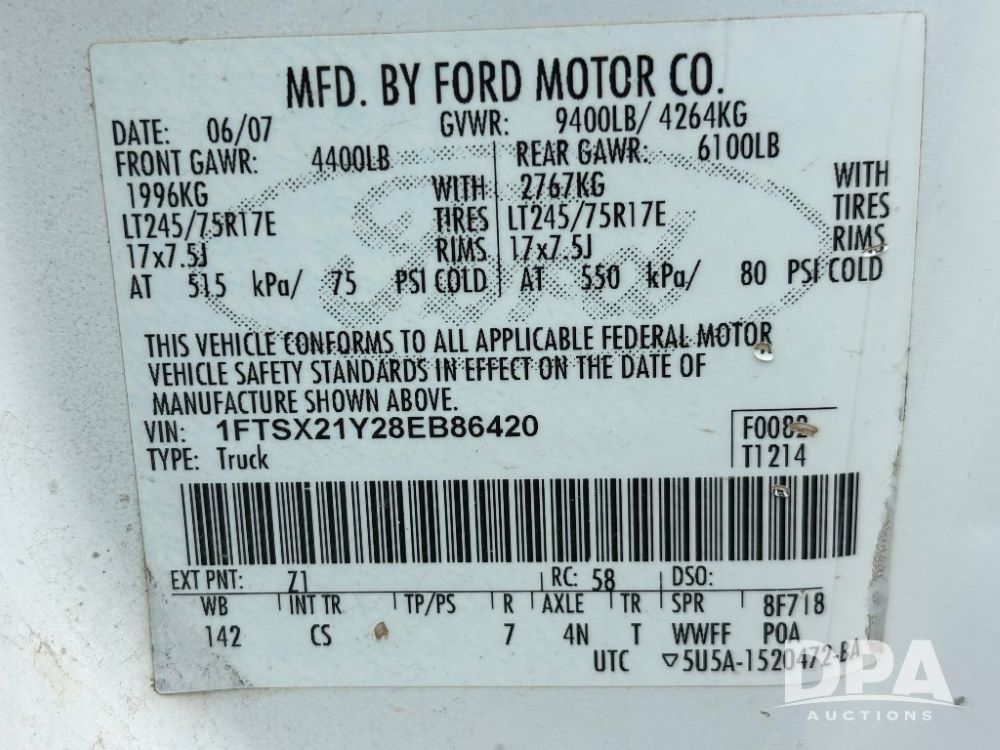 MFD. BY FORD MOTOR CO.
DATE: 06/07 GVWR: 9400LB/ 4264KG
FRONT GAWR: 4400LB REAR GAWR: 6100LB
1996KG WITH 2767KG WITH
LT245/75R17E TIRES LT245/75R17E TIRES
17x7.5J RIMS 17x7.5J RIMS
AT 515 kPa/ 75 PSI COLD AT 550 kPa/ 80 PSI COLD
THIS VEHICLE CONFORMS TO ALL APPLICABLE FEDERAL MOTOR
VEHICLE SAFETY STANDARDS IN EFFECT ON THE DATE OF
MANUFACTURE SHOWN ABOVE.
VIN: 1FTSX21Y28EB86420 F0082
TYPE: Truck T1214
EXT PNT: Z1 RC: 58 DSO:
WB INT TR TP/PS R AXLE TR SPR 8F718
142 CS 7 4N T WWFF POA
UTC ▽5U5A-1520472-BA
DPA
AUCTIONS